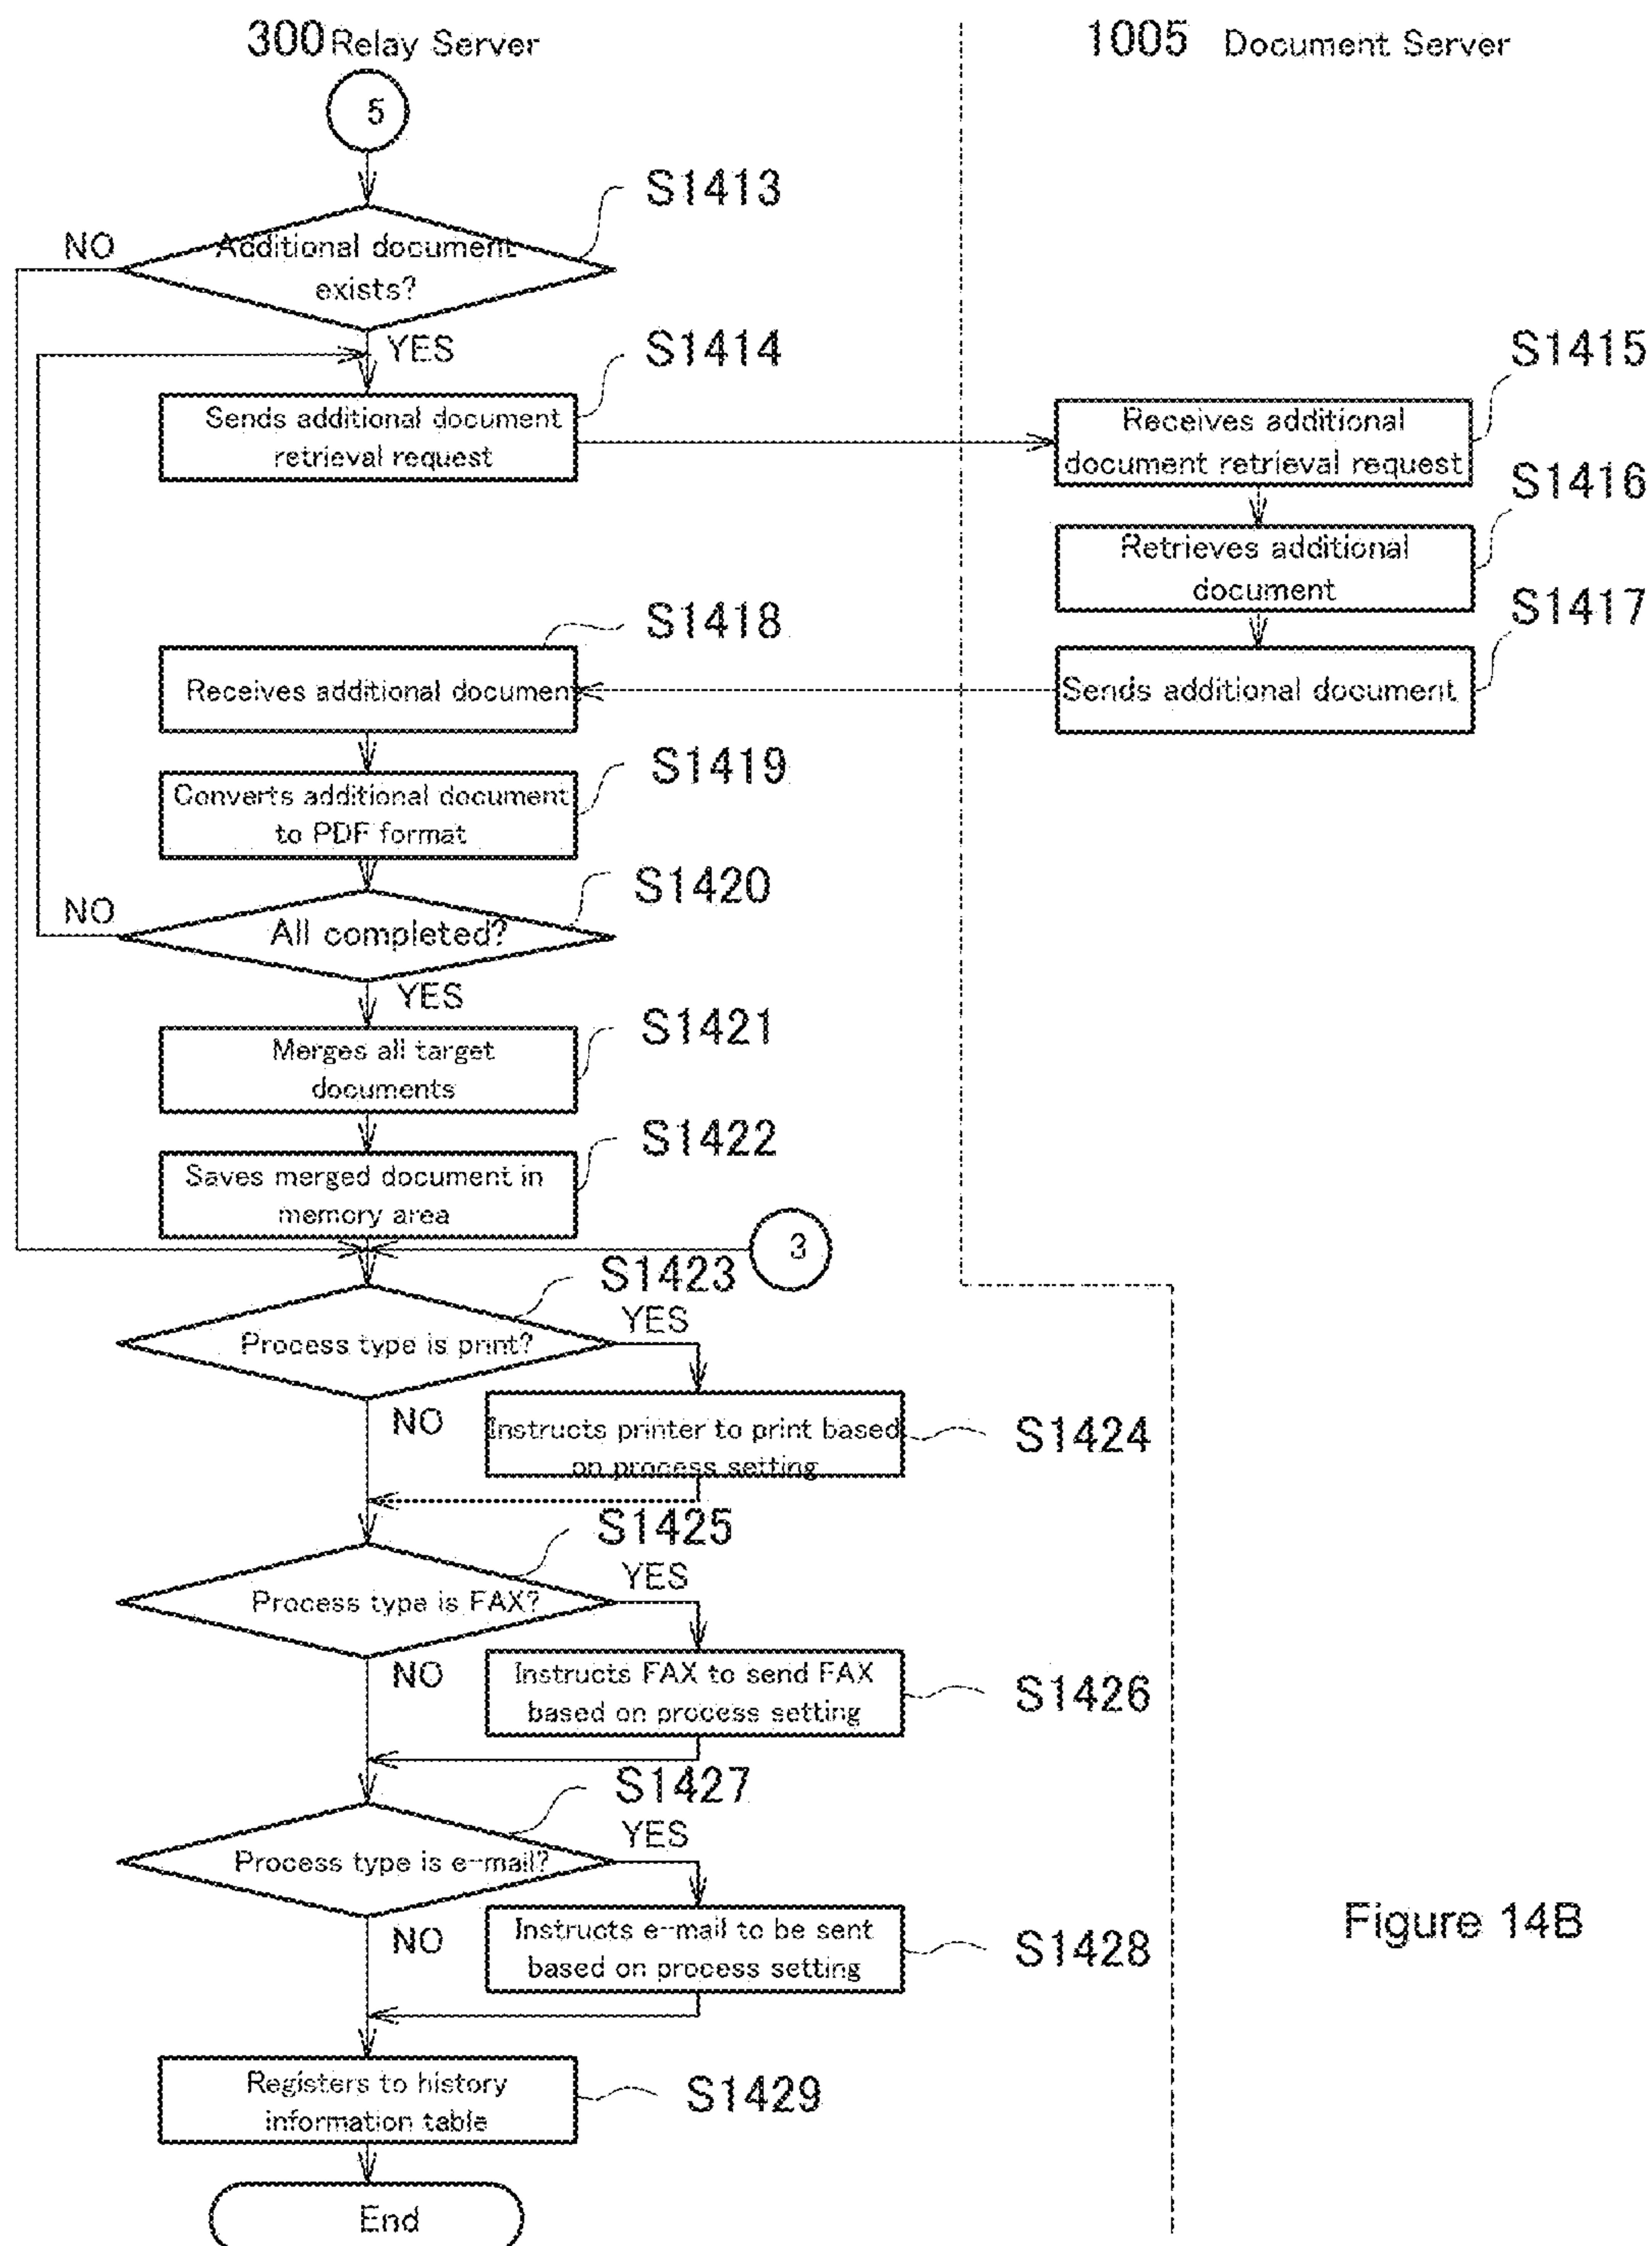 300 Relay Server
1005 Document Server
5
S1413
NO
Additional document
exists?
YES
S1414
Sends additional document
retrieval request
S1415
Receives additional
document retrieval request
S1416
Retrieves additional
document
S1417
Sends additional document
S1418
Receives additional document
S1419
Converts additional document
to PDF format
S1420
NO
All completed?
YES
S1421
Merges all target
documents
S1422
Saves merged document in
memory area
3
S1423
YES
Process type is print?
NO
Instructs printer to print based
on process setting
S1424
S1425
YES
Process type is FAX?
NO
Instructs FAX to send FAX
based on process setting
S1426
S1427
YES
Process type is e-mail?
NO
Instructs e-mail to be sent
based on process setting
S1428
Figure 14B
Registers to history
information table
S1429
End